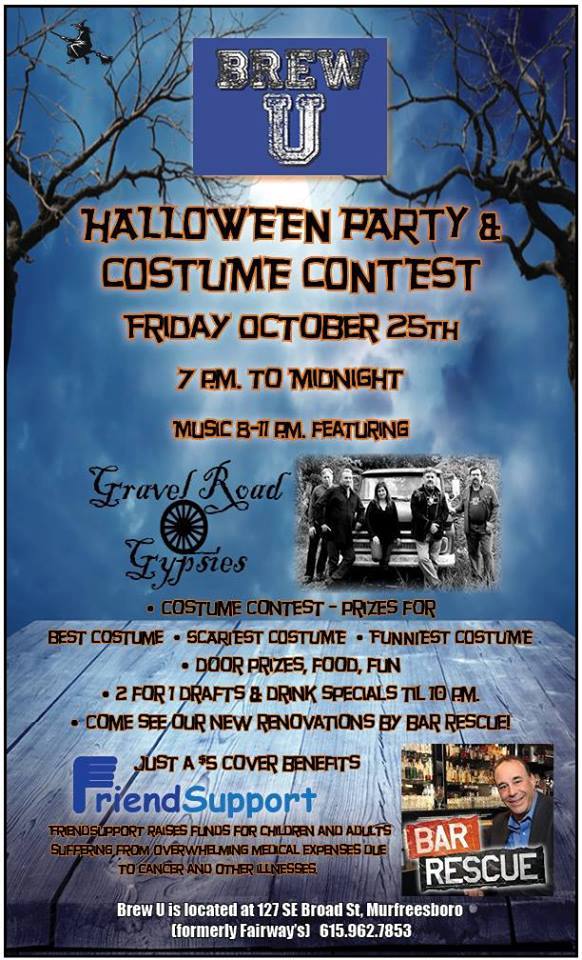 BREW
U
HALLOWEEN PARTY &
COSTUME CONTEST
FRIDAY OCTOBER 25TH
7 P.M. TO MIDNIGHT
MUSIC 8-11 P.M. FEATURING
Gravel Road
Gypsies
• COSTUME CONTEST - PRIZES FOR
BEST COSTUME • SCARIEST COSTUME • FUNNIEST COSTUME
• DOOR PRIZES, FOOD, FUN
• 2 FOR 1 DRAFTS & DRINK SPECIALS TIL 10 P.M.
• COME SEE OUR NEW RENOVATIONS BY BAR RESCUE!
JUST A $5 COVER BENEFITS
FriendSupport
FRIENDSUPPORT RAISES FUNDS FOR CHILDREN AND ADULTS
SUFFERING FROM OVERWHELMING MEDICAL EXPENSES DUE
TO CANCER AND OTHER ILLNESSES.
BAR
RESCUE
Brew U is located at 127 SE Broad St, Murfreesboro
(formerly Fairway's) 615.962.7853